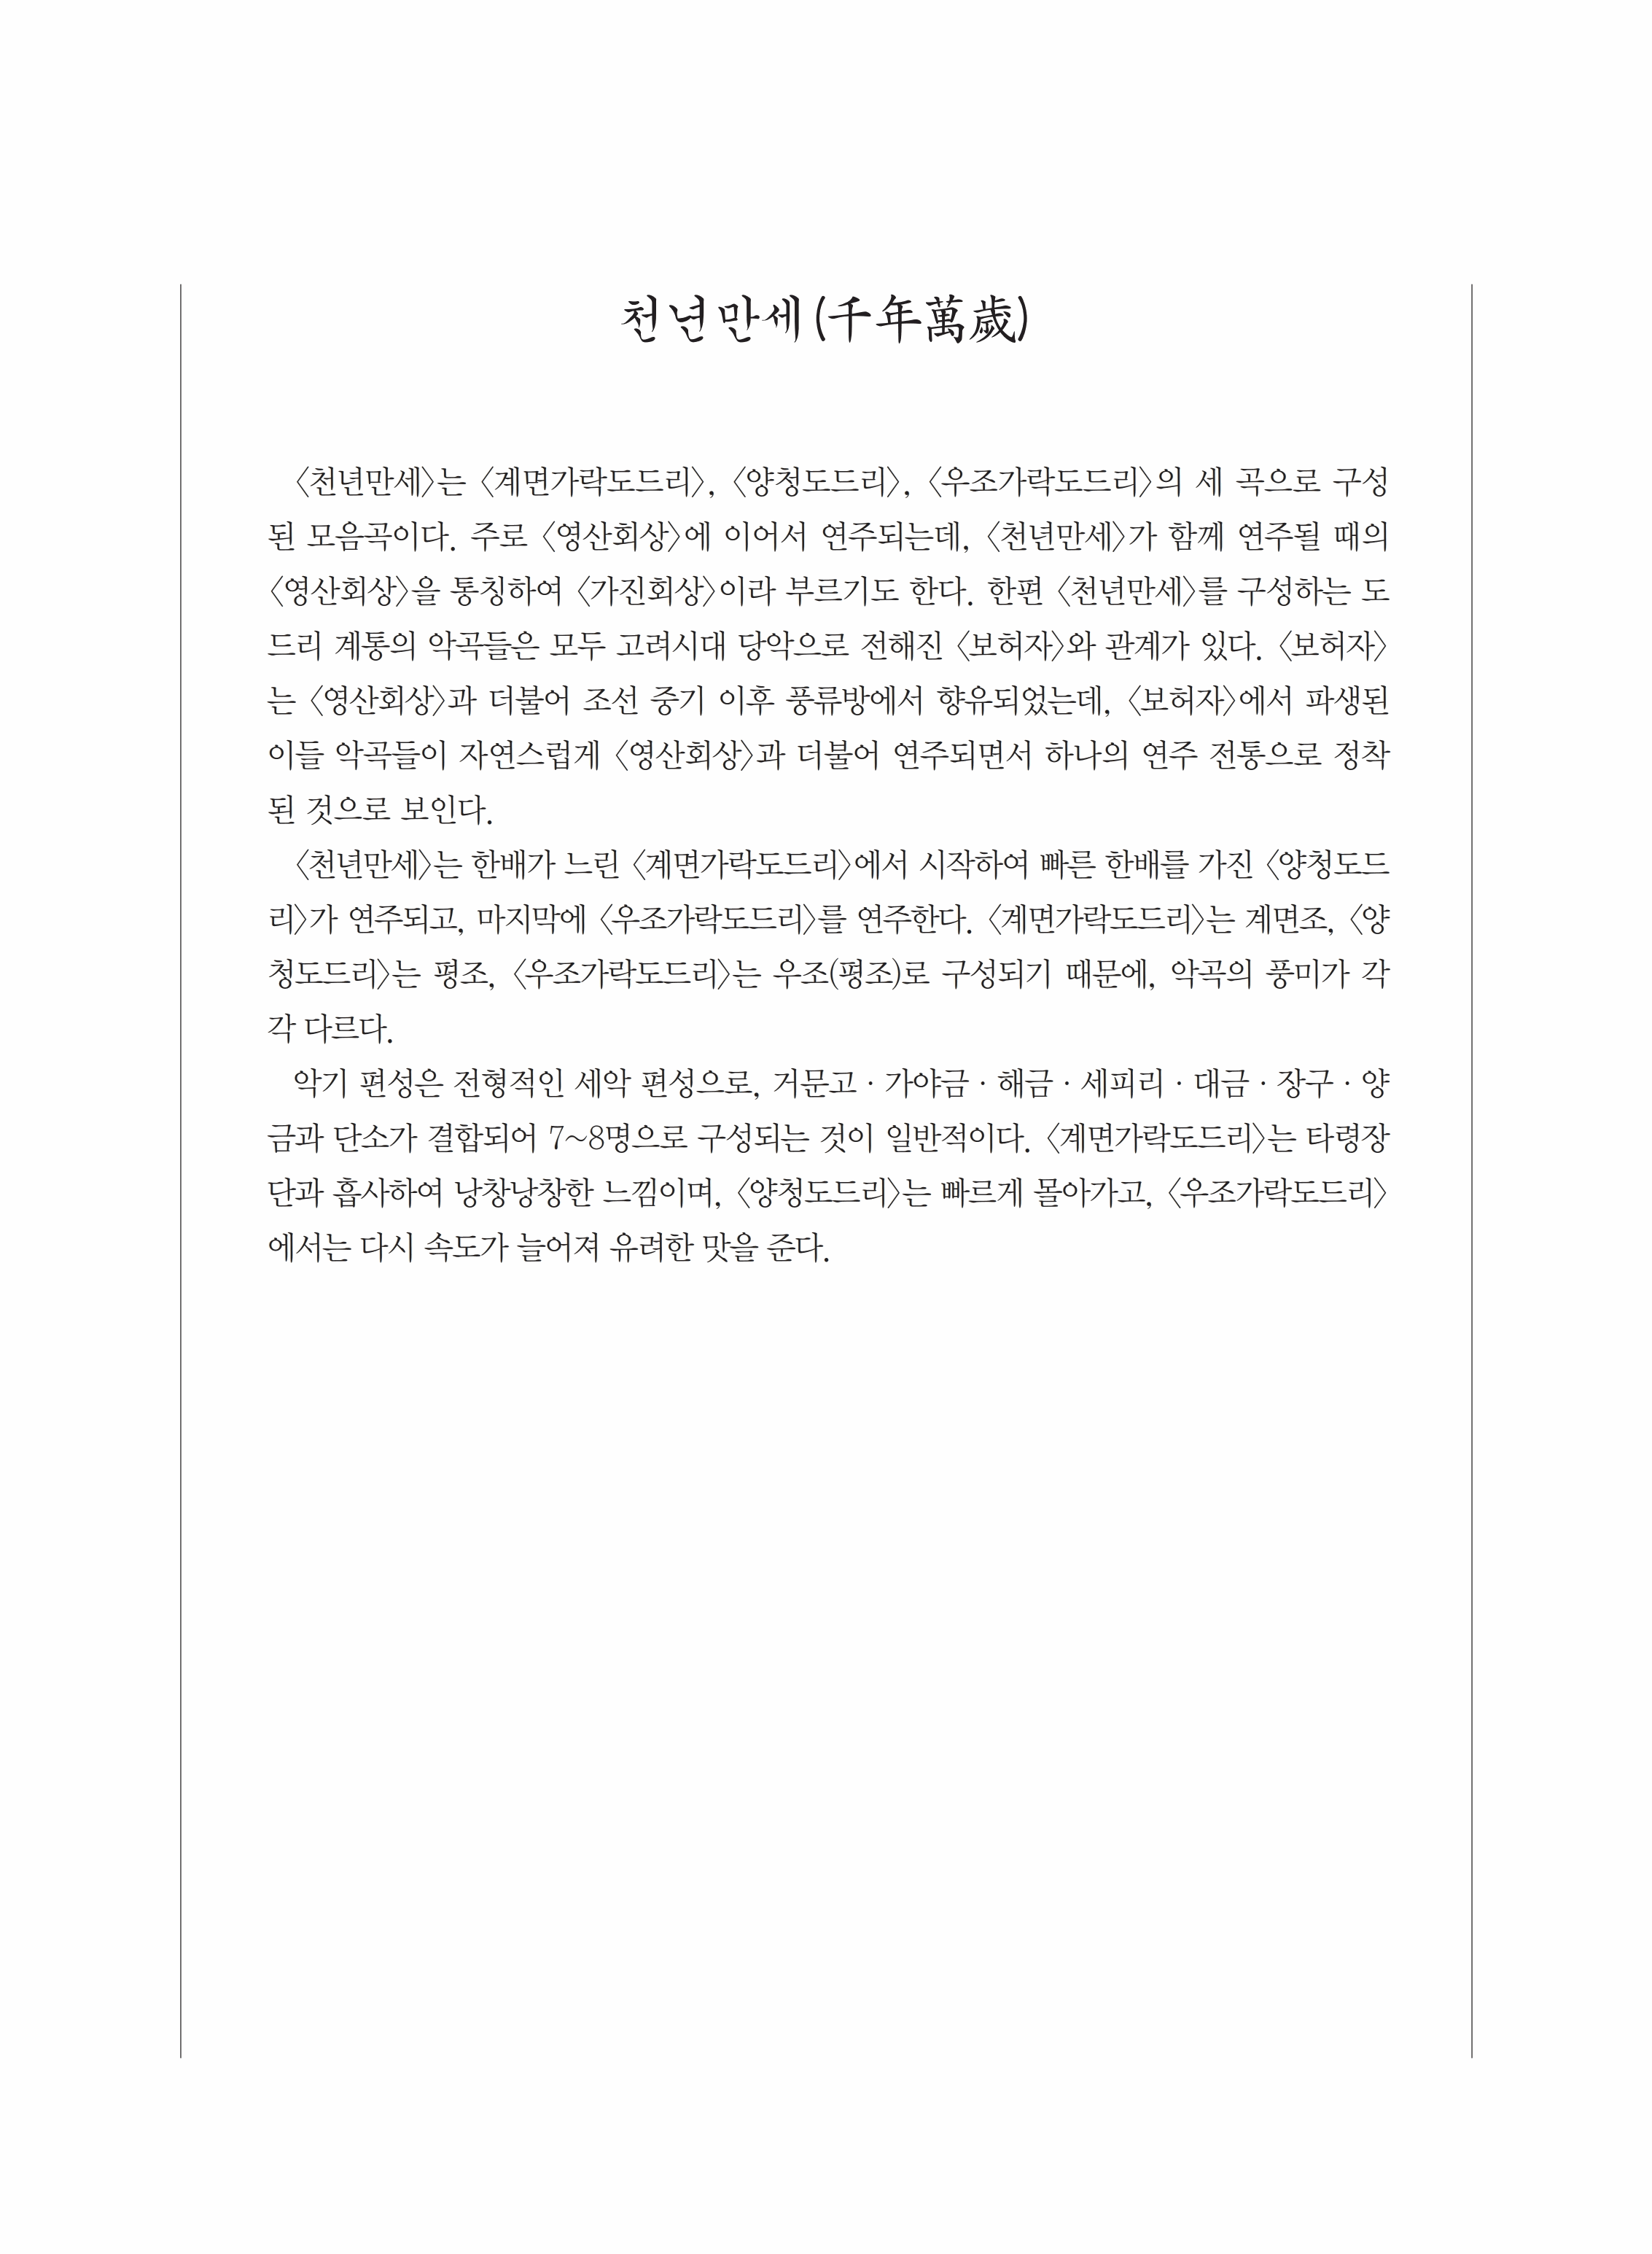 천년만세(千年萬歲)
〈천년만세〉는 〈계면가락도드리〉, 〈양청도드리〉, 〈우조가락도드리〉의 세 곡으로 구성
된 모음곡이다. 주로 〈영산회상〉에 이어서 연주되는데, 〈천년만세〉가 함께 연주될 때의
〈영산회상〉을 통칭하여 〈가진회상〉이라 부르기도 한다. 한편 〈천년만세〉를 구성하는 도
드리 계통의 악곡들은 모두 고려시대 당악으로 전해진 〈보허자〉와 관계가 있다. 〈보허자〉
는 〈영산회상〉과 더불어 조선 중기 이후 풍류방에서 향유되었는데, 〈보허자〉에서 파생된
이들 악곡들이 자연스럽게 〈영산회상〉과 더불어 연주되면서 하나의 연주 전통으로 정착
된 것으로 보인다.
〈천년만세〉는 한배가 느린 〈계면가락도드리〉에서 시작하여 빠른 한배를 가진 〈양청도드
리〉가 연주되고, 마지막에 〈우조가락도드리〉를 연주한다. 〈계면가락도드리〉는 계면조, 〈양
청도드리〉는 평조, 〈우조가락도드리〉는 우조(평조)로 구성되기 때문에, 악곡의 풍미가 각
각 다르다.
악기 편성은 전형적인 세악 편성으로, 거문고 · 가야금 · 해금 · 세피리 · 대금 · 장구 · 양
금과 단소가 결합되어 7~8명으로 구성되는 것이 일반적이다. 〈계면가락도드리〉는 타령장
단과 흡사하여 낭창낭창한 느낌이며, 〈양청도드리〉는 빠르게 몰아가고, 〈우조가락도드리〉
에서는 다시 속도가 늘어져 유려한 맛을 준다.